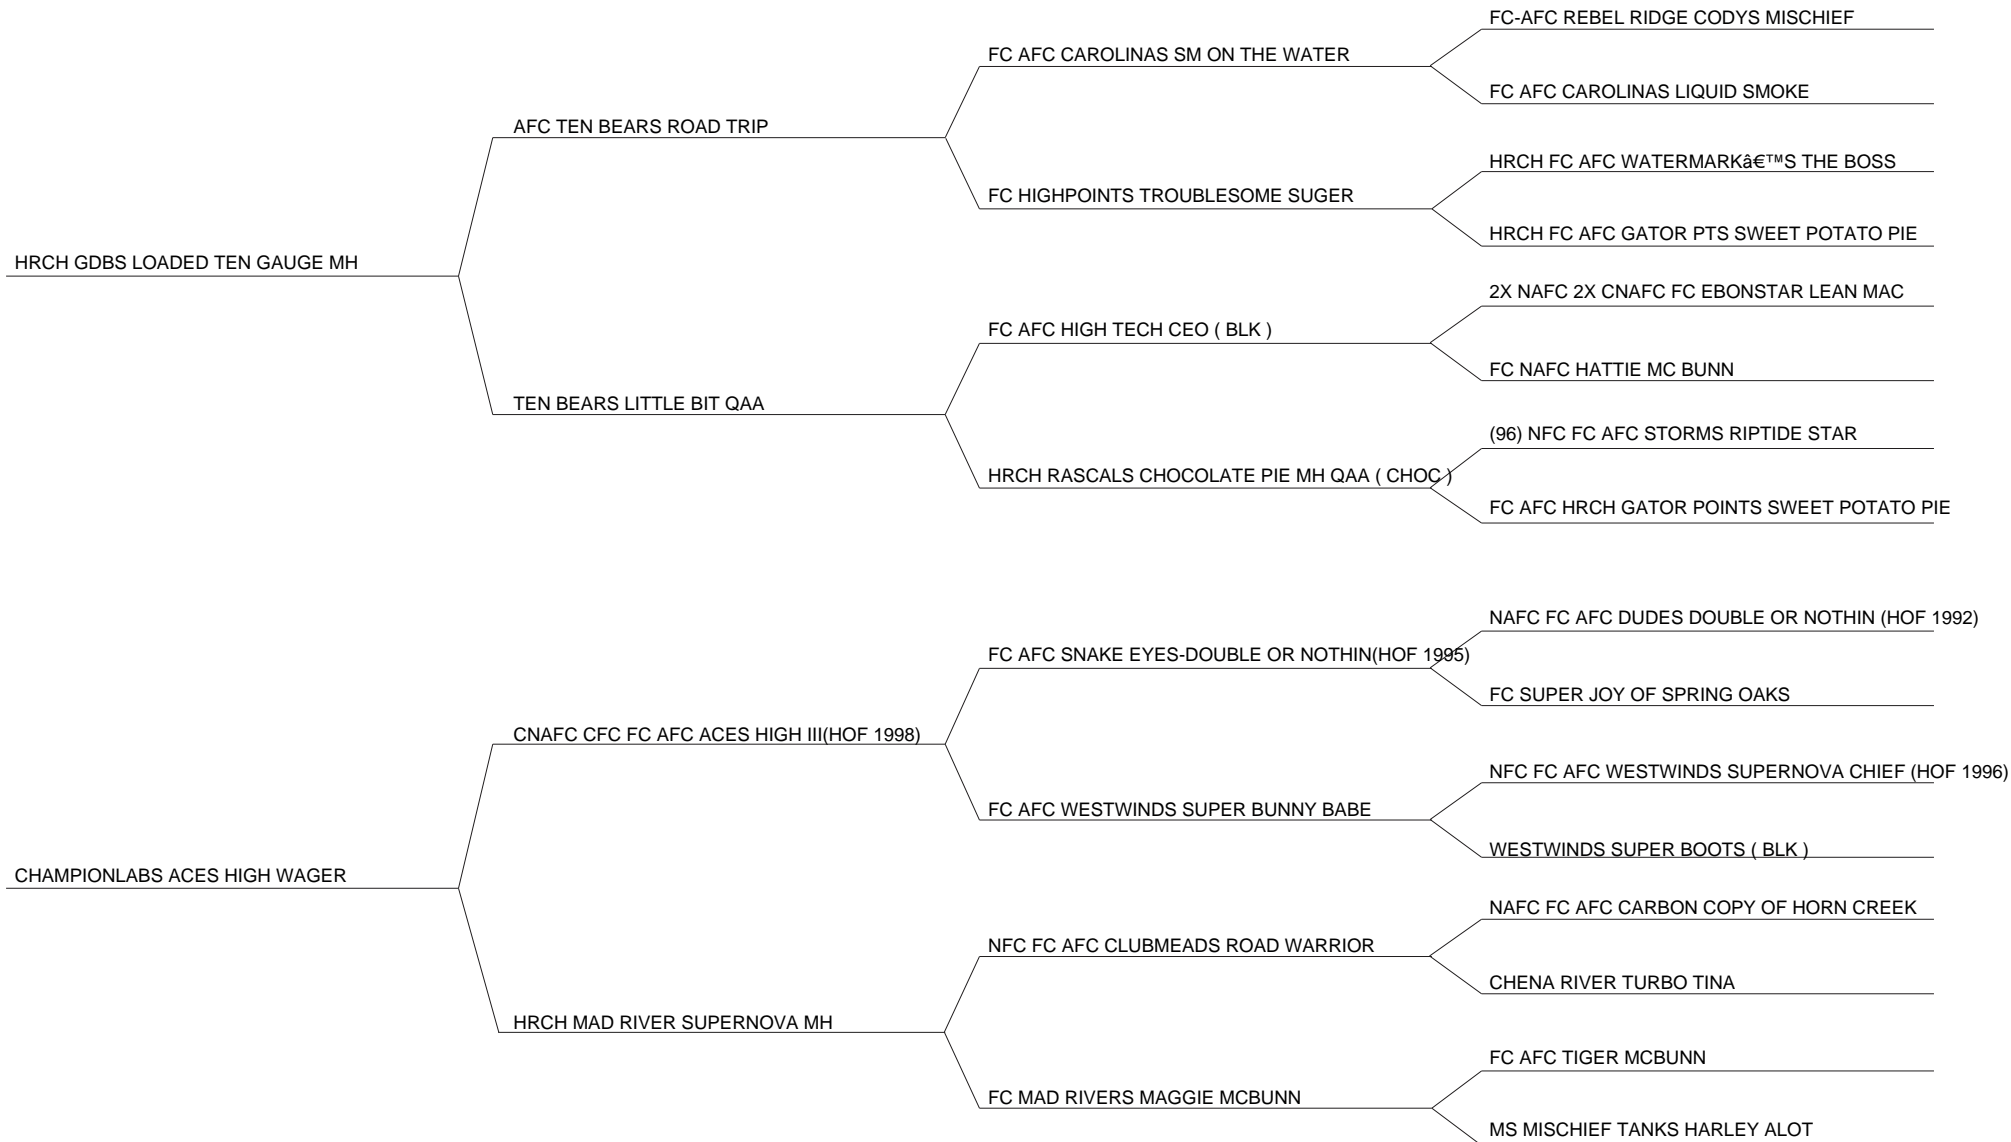 FC-AFC REBEL RIDGE CODYS MISCHIEF
FC AFC CAROLINAS SM ON THE WATER
FC AFC CAROLINAS LIQUID SMOKE
AFC TEN BEARS ROAD TRIP
HRCH FC AFC WATERMARKâ€™S THE BOSS
FC HIGHPOINTS TROUBLESOME SUGER
HRCH FC AFC GATOR PTS SWEET POTATO PIE
HRCH GDBS LOADED TEN GAUGE MH
2X NAFC 2X CNAFC FC EBONSTAR LEAN MAC
FC AFC HIGH TECH CEO ( BLK )
FC NAFC HATTIE MC BUNN
TEN BEARS LITTLE BIT QAA
(96) NFC FC AFC STORMS RIPTIDE STAR
HRCH RASCALS CHOCOLATE PIE MH QAA ( CHOC )
FC AFC HRCH GATOR POINTS SWEET POTATO PIE
NAFC FC AFC DUDES DOUBLE OR NOTHIN (HOF 1992)
FC AFC SNAKE EYES-DOUBLE OR NOTHIN(HOF 1995)
FC SUPER JOY OF SPRING OAKS
CNAFC CFC FC AFC ACES HIGH III(HOF 1998)
NFC FC AFC WESTWINDS SUPERNOVA CHIEF (HOF 1996)
FC AFC WESTWINDS SUPER BUNNY BABE
WESTWINDS SUPER BOOTS ( BLK )
CHAMPIONLABS ACES HIGH WAGER
NAFC FC AFC CARBON COPY OF HORN CREEK
NFC FC AFC CLUBMEADS ROAD WARRIOR
CHENA RIVER TURBO TINA
HRCH MAD RIVER SUPERNOVA MH
FC AFC TIGER MCBUNN
FC MAD RIVERS MAGGIE MCBUNN
MS MISCHIEF TANKS HARLEY ALOT